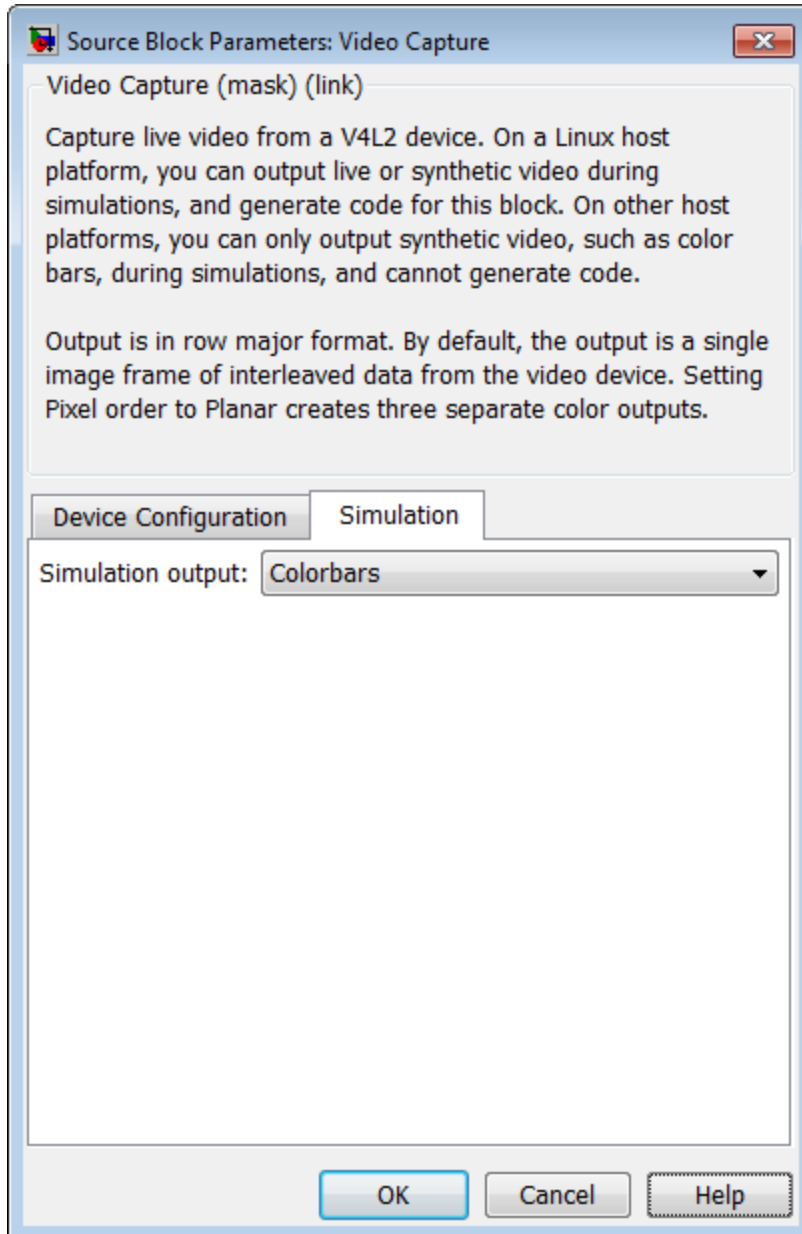 Source Block Parameters: Video Capture
Video Capture (mask) (link)
Capture live video from a V4L2 device. On a Linux host
platform, you can output live or synthetic video during
simulations, and generate code for this block. On other host
platforms, you can only output synthetic video, such as color
bars, during simulations, and cannot generate code.
Output is in row major format. By default, the output is a single
image frame of interleaved data from the video device. Setting
Pixel order to Planar creates three separate color outputs.
Device Configuration Simulation
Simulation output: Colorbars
OK Cancel Help